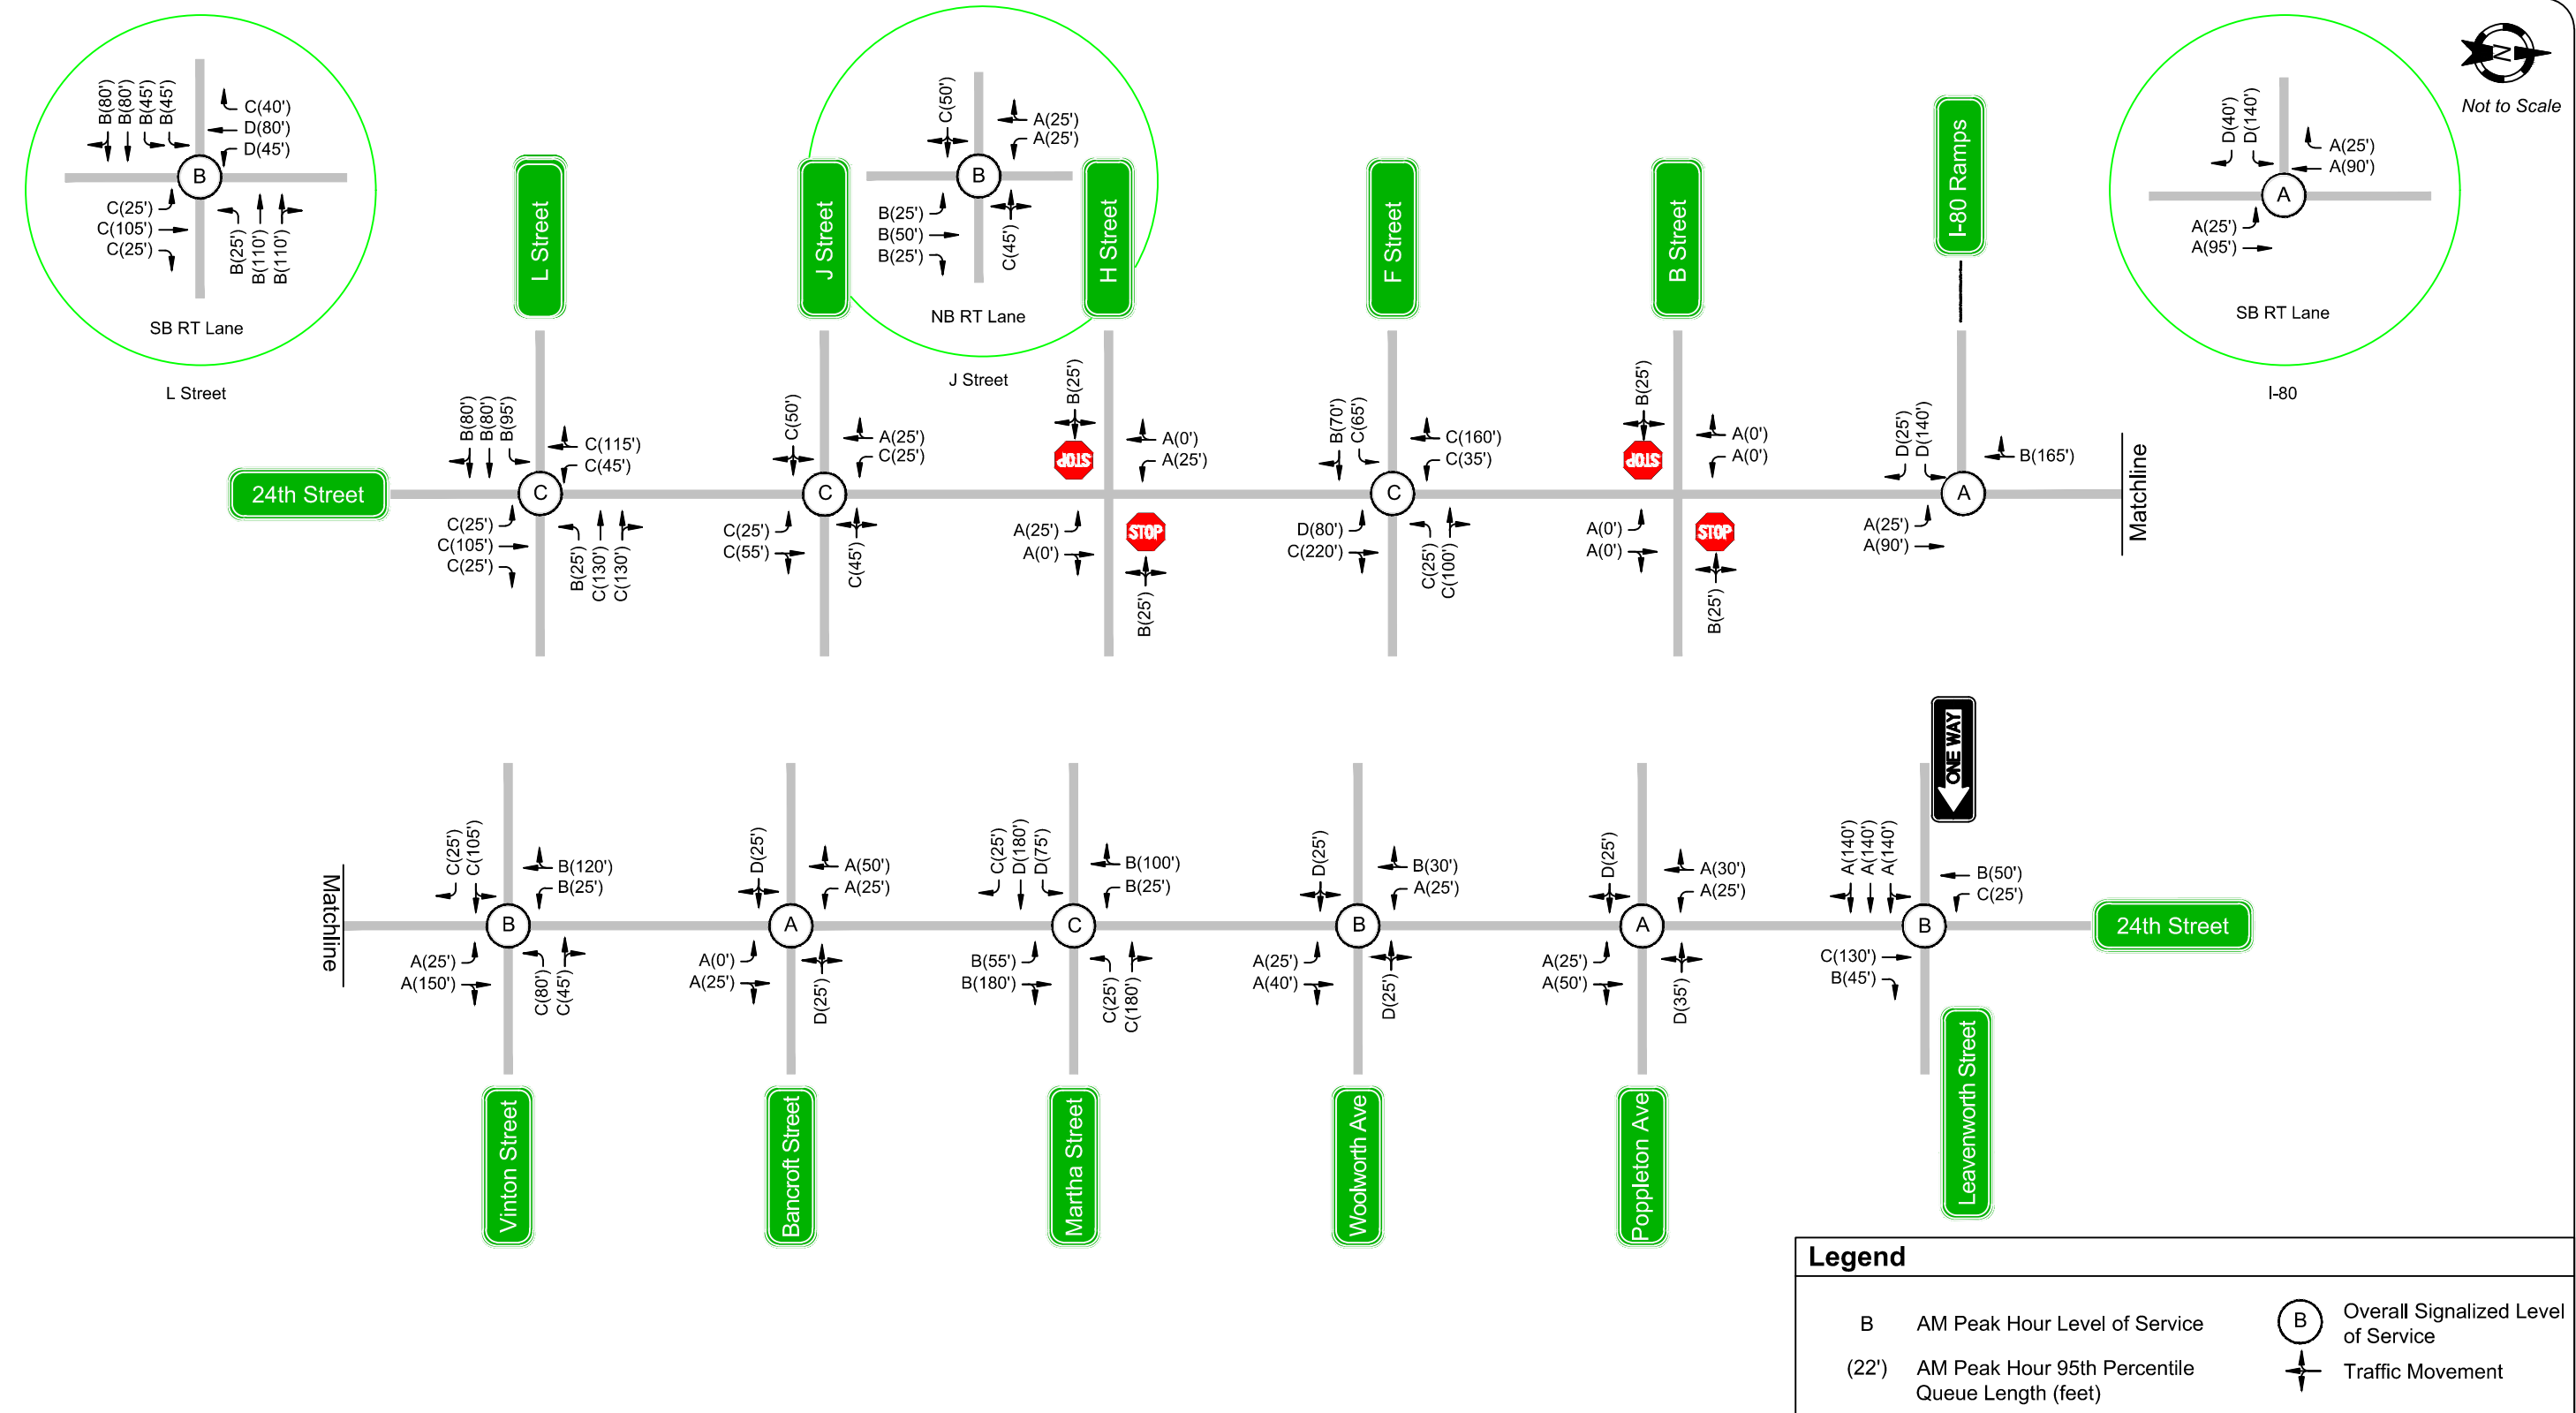 B(80')
B(80')
B(45')
B(45')
C(40')
D(80')
D(45')
B
C(25')
C(105')
C(25')
B(25')
B(110')
B(110')
SB RT Lane
L Street
C(50')
A(25')
A(25')
B
B(25')
B(50')
B(25')
C(45')
NB RT Lane
J Street
D(40')
D(140')
A(25')
A(90')
A
A(25')
A(95')
SB RT Lane
I-80
N
Not to Scale
L Street
J Street
H Street
F Street
B Street
I-80 Ramps
24th Street
B(80')
B(80')
B(95')
C(115')
C(45')
C
C(25')
C(105')
C(25')
B(25')
C(130')
C(130')
C(50')
A(25')
C(25')
C
C(25')
C(55')
C(45')
B(25')
STOP
A(0')
A(25')
A(25')
A(0')
STOP
B(25')
B(70')
C(65')
C(160')
C(35')
C
D(80')
C(220')
C(25')
C(100')
B(25')
STOP
A(0')
A(0')
A(0')
A(0')
STOP
B(25')
D(25')
D(140')
B(165')
A
A(25')
A(90')
Matchline
Matchline
C(25')
C(105')
B(120')
B(25')
B
A(25')
A(150')
C(80')
C(45')
D(25')
A(50')
A(25')
A
A(0')
A(25')
D(25')
C(25')
D(180')
D(75')
B(100')
B(25')
C
B(55')
B(180')
C(25')
C(180')
D(25')
B(30')
A(25')
B
A(25')
A(40')
D(25')
D(25')
A(30')
A(25')
A
A(25')
A(50')
D(35')
ONE WAY
A(140')
A(140')
A(140')
B(50')
C(25')
B
C(130')
B(45')
24th Street
Vinton Street
Bancroft Street
Martha Street
Woolworth Ave
Poppleton Ave
Leavenworth Street
Legend
B AM Peak Hour Level of Service
(22') AM Peak Hour 95th Percentile
Queue Length (feet)
B Overall Signalized Level
of Service
Traffic Movement